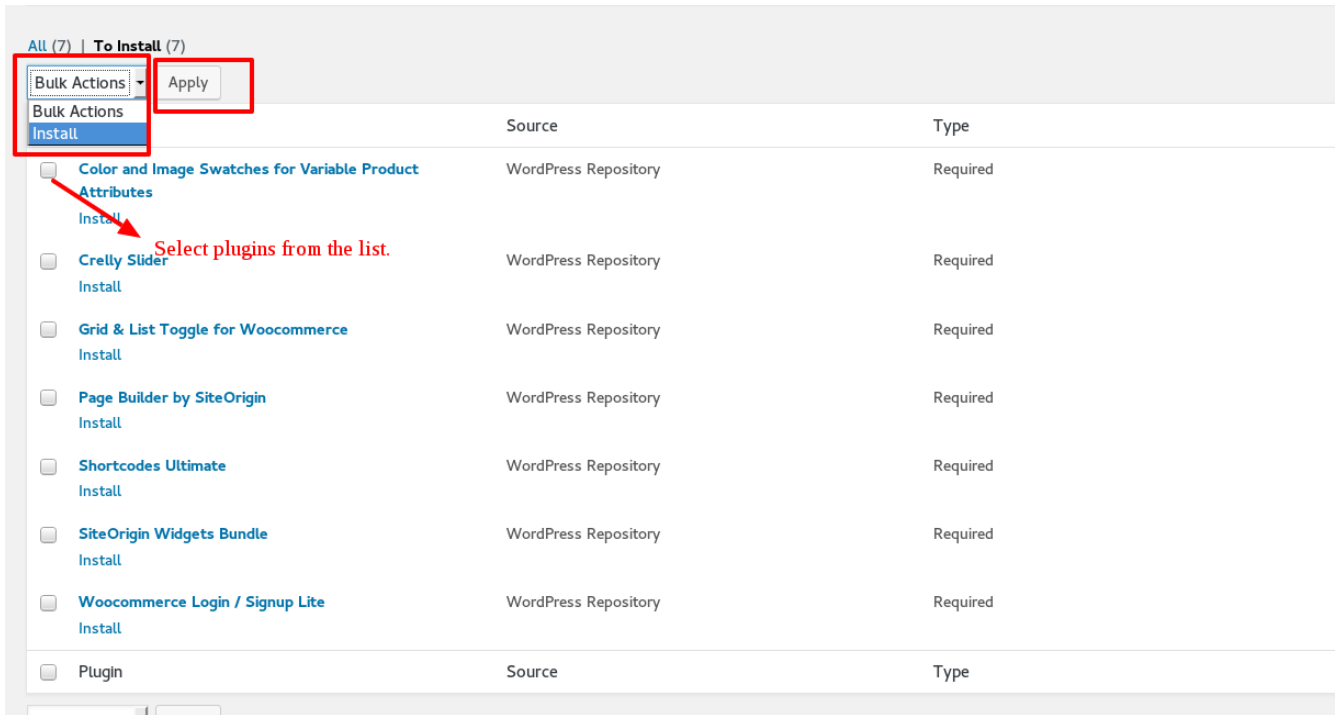 All (7) | To Install (7)
Bulk Actions Apply
Bulk Actions
Install
Source Type
Color and Image Swatches for Variable Product WordPress Repository Required
Attributes
Install
Select plugins from the list.
Crelly Slider WordPress Repository Required
Install
Grid & List Toggle for Woocommerce WordPress Repository Required
Install
Page Builder by SiteOrigin WordPress Repository Required
Install
Shortcodes Ultimate WordPress Repository Required
Install
SiteOrigin Widgets Bundle WordPress Repository Required
Install
Woocommerce Login / Signup Lite WordPress Repository Required
Install
Plugin Source Type